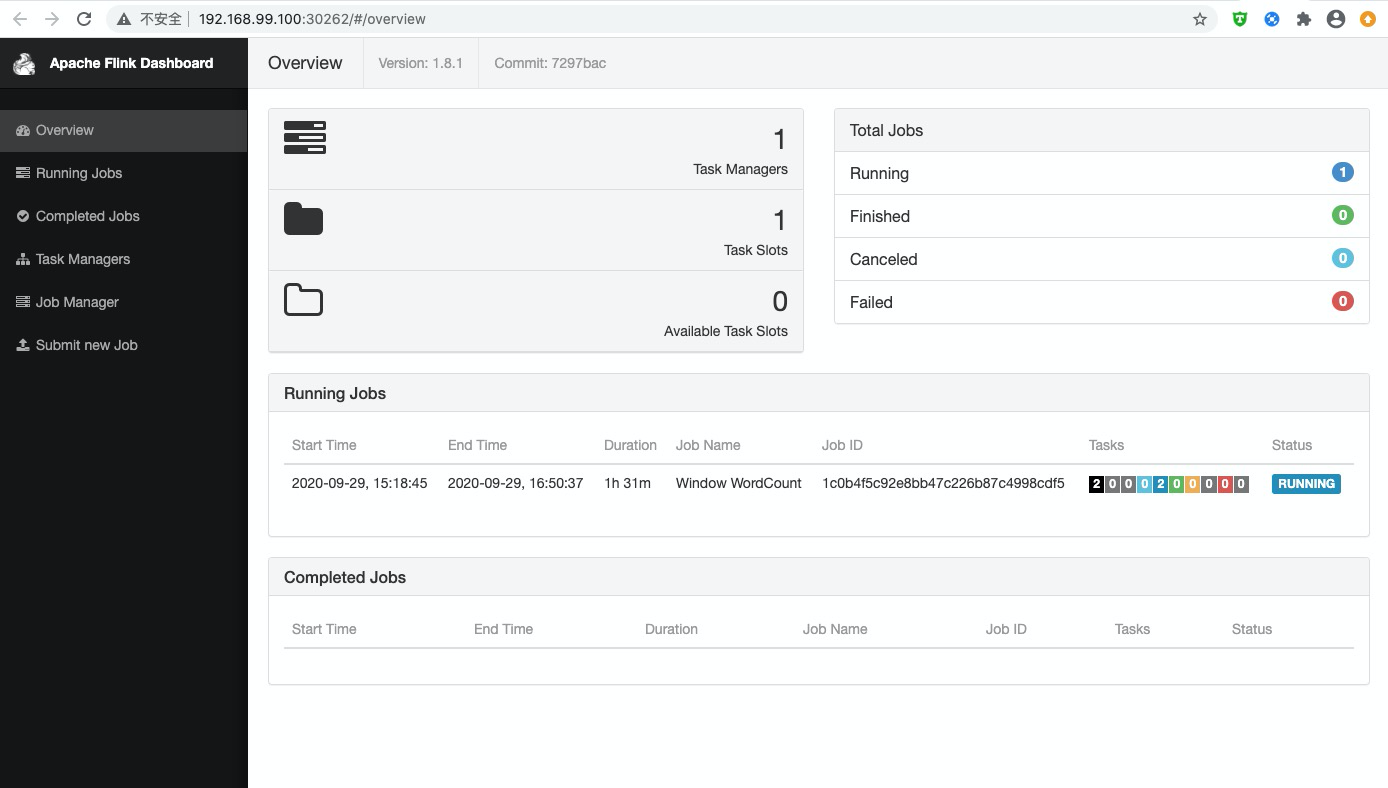 不安全 192.168.99.100:30262/#/overview
Apache Flink Dashboard
Overview
Running Jobs
Completed Jobs
Task Managers
Job Manager
Submit new Job
Overview Version: 1.8.1 Commit: 7297bac
1
Task Managers
1
Task Slots
0
Available Task Slots
Total Jobs
Running 1
Finished 0
Canceled 0
Failed 0
Running Jobs
Start Time End Time Duration Job Name Job ID Tasks Status
2020-09-29, 15:18:45 2020-09-29, 16:50:37 1h 31m Window WordCount 1c0b4f5c92e8bb47c226b87c4998cdf5 2 0 0 0 2 0 0 0 0 0 RUNNING
Completed Jobs
Start Time End Time Duration Job Name Job ID Tasks Status